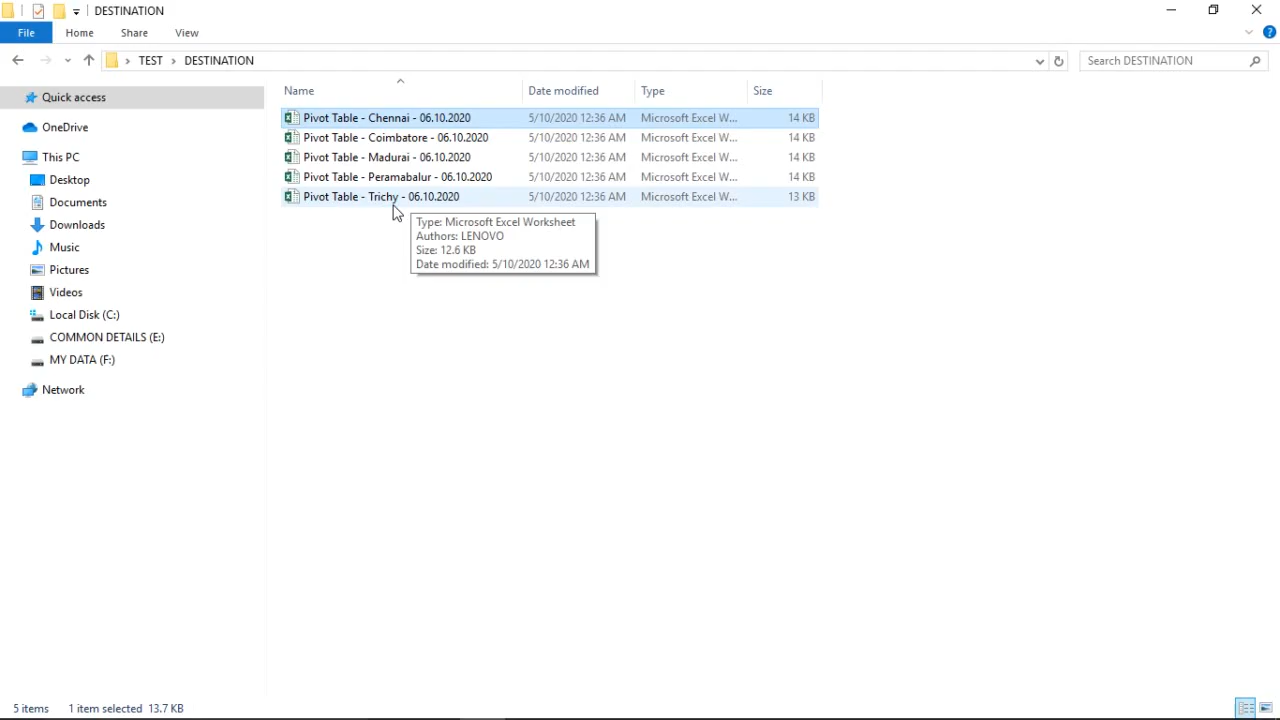 DESTINATION
File Home Share View
TEST DESTINATION Search DESTINATION
Quick access
OneDrive
This PC
Desktop
Documents
Downloads
Music
Pictures
Videos
Local Disk (C:)
COMMON DETAILS (E:)
MY DATA (F:)
Network
Name Date modified Type Size
Pivot Table - Chennai - 06.10.2020 5/10/2020 12:36 AM Microsoft Excel W... 14 KB
Pivot Table - Coimbatore - 06.10.2020 5/10/2020 12:36 AM Microsoft Excel W... 14 KB
Pivot Table - Madurai - 06.10.2020 5/10/2020 12:36 AM Microsoft Excel W... 14 KB
Pivot Table - Peramabalur - 06.10.2020 5/10/2020 12:36 AM Microsoft Excel W... 14 KB
Pivot Table - Trichy - 06.10.2020 5/10/2020 12:36 AM Microsoft Excel W... 13 KB
Type: Microsoft Excel Worksheet
Authors: LENOVO
Size: 12.6 KB
Date modified: 5/10/2020 12:36 AM
5 items 1 item selected 13.7 KB